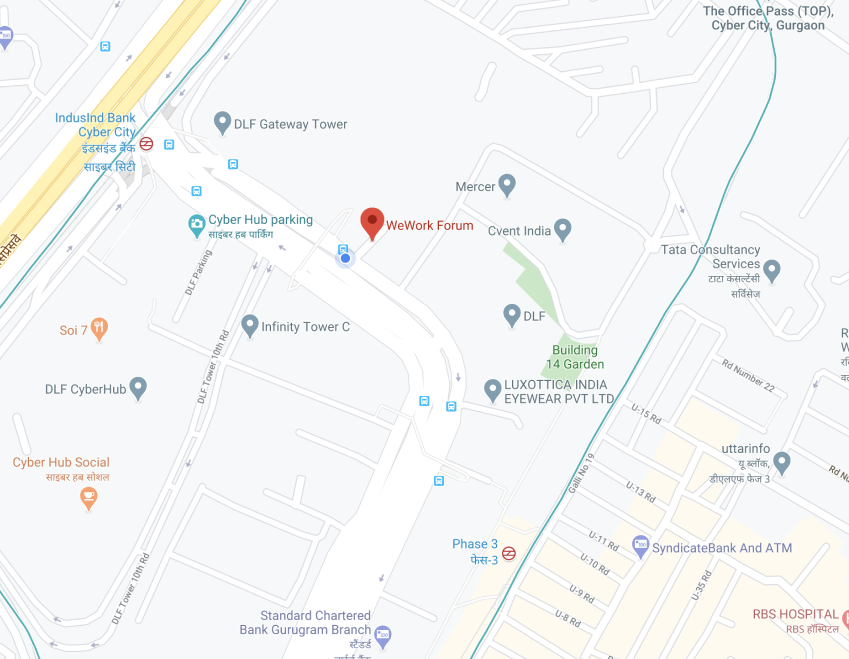 The Office Pass (TOP),
Cyber City, Gurgaon
IndusInd Bank
Cyber City
इंडसइंड बैंक
साइबर सिटी
DLF Gateway Tower
Mercer
Cyber Hub parking
साइबर हब पार्किंग
WeWork Forum
Cvent India
Tata Consultancy
Services
टाटा कंसल्टेंसी
सर्विसेज
DLF Parking
Soi 7
Infinity Tower C
DLF
Building
14 Garden
DLF Tower 10th Rd
DLF CyberHub
LUXOTTICA INDIA
EYEWEAR PVT LTD
Rd Number 22
U-15 Rd
uttarinfo
यू ब्लॉक,
डीएलएफ फेज 3
Cyber Hub Social
साइबर हब सोशल
Galli No 19
U-13 Rd
Phase 3
फेस-3
U-11 Rd
SyndicateBank And ATM
U-10 Rd
U-9 Rd
U-8 Rd
U-35 Rd
DLF Tower 10th Rd
RBS HOSPITAL
RBS हॉस्पिटल
Standard Chartered
Bank Gurugram Branch
स्टैंडर्ड